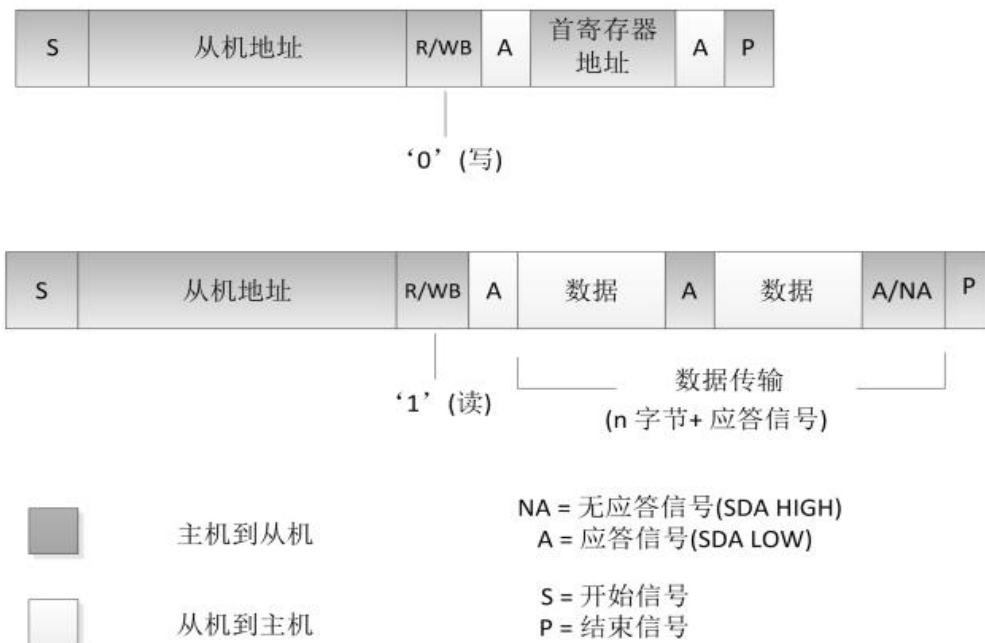 S 从机地址 R/WB A 首寄存器地址 A P
‘0’ (写)
S 从机地址 R/WB A 数据 A 数据 A/NA P
‘1’ (读)
数据传输
(n 字节+ 应答信号)
主机到从机
从机到主机
NA = 无应答信号(SDA HIGH)
A = 应答信号(SDA LOW)
S = 开始信号
P = 结束信号